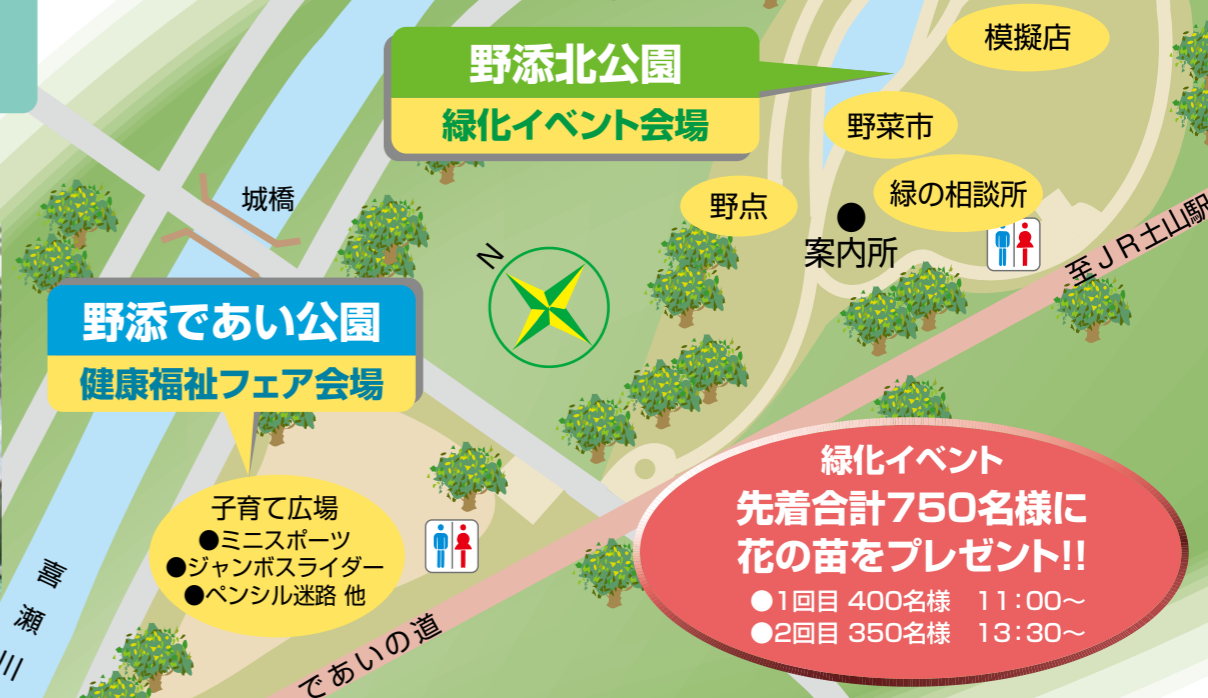 模擬店
野添北公園
緑化イベント会場
野菜市
緑の相談所
野点
案内所
城橋
N
至JR土山駅
野添であい公園
健康福祉フェア会場
子育て広場
●ミニスポーツ
●ジャンボスライダー
●ペンシル迷路 他
喜瀬川
であいの道
緑化イベント
先着合計750名様に
花の苗をプレゼント!!
●1回目 400名様 11:00〜
●2回目 350名様 13:30〜